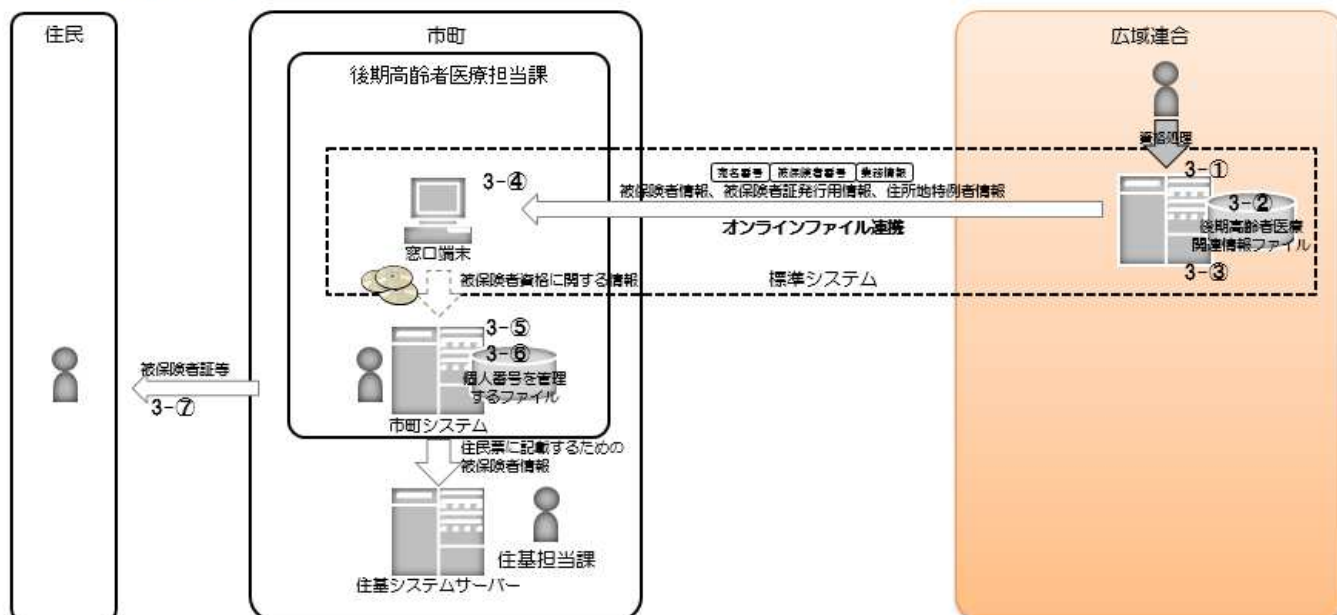 住民
市町
広域連合
後期高齢者医療担当課
資格処理
宛名番号 被保険者番号 業務情報
3-①
3-④
被保険者情報、被保険者証発行用情報、住所地特例者情報
3-②
オンラインファイル連携
後期高齢者医療
関連情報ファイル
窓口端末
3-③
被保険者資格に関する情報
標準システム
3-⑤
3-⑥
被保険者証等
個人番号を管理
するファイル
3-⑦
市町システム
住民票に記載するための
被保険者情報
住基担当課
住基システムサーバー